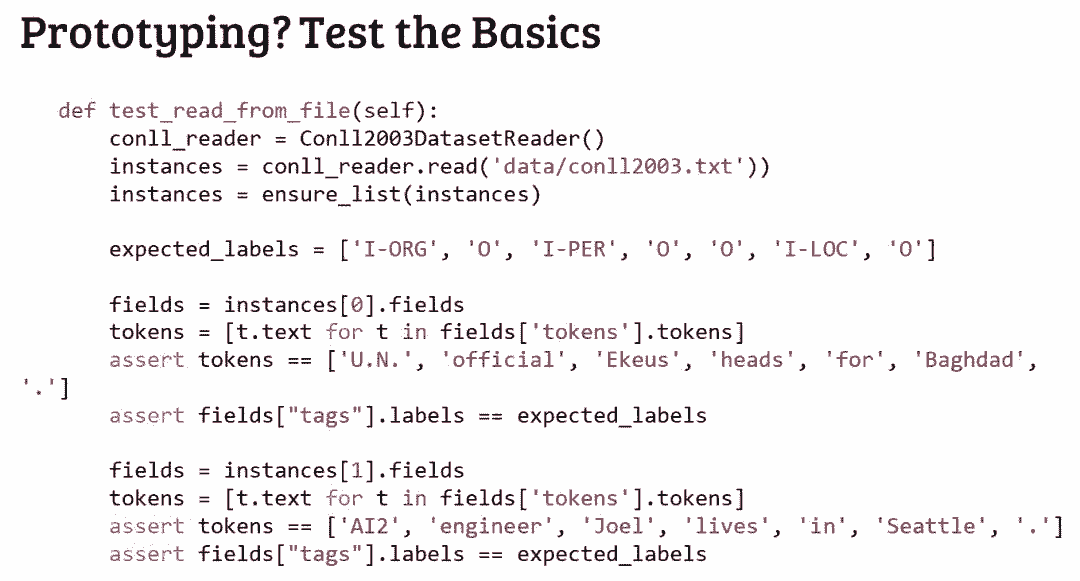 Prototyping? Test the Basics
def test_read_from_file(self):
conll_reader = Conll2003DatasetReader()
instances = conll_reader.read('data/conll2003.txt'))
instances = ensure_list(instances)
expected_labels = ['I-ORG', 'O', 'I-PER', 'O', 'O', 'I-LOC', 'O']
fields = instances[0].fields
tokens = [t.text for t in fields['tokens'].tokens]
assert tokens == ['U.N.', 'official', 'Ekeus', 'heads', 'for', 'Baghdad',
'.']
assert fields["tags"].labels == expected_labels
fields = instances[1].fields
tokens = [t.text for t in fields['tokens'].tokens]
assert tokens == ['AI2', 'engineer', 'Joel', 'lives', 'in', 'Seattle', '.']
assert fields["tags"].labels == expected_labels